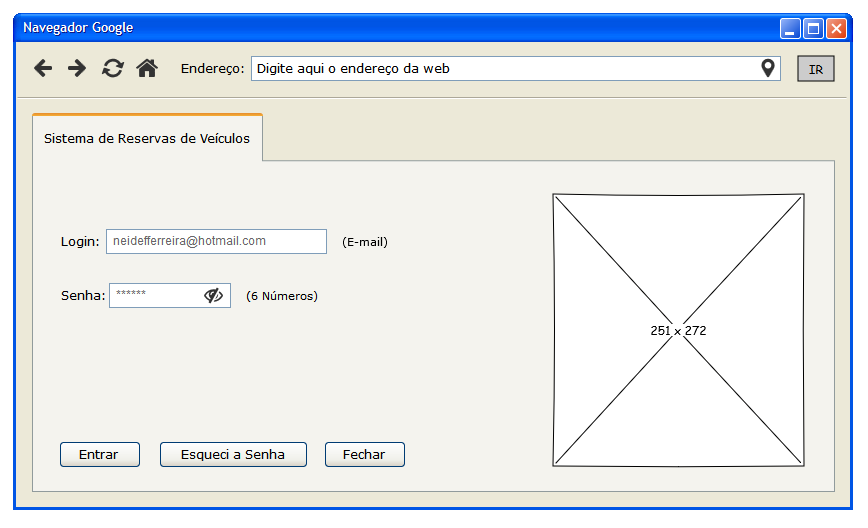 Navegador Google
Endereço: Digite aqui o endereço da web IR
Sistema de Reservas de Veículos
Login: neidefferreira@hotmail.com (E-mail)
Senha: ****** (6 Números)
251 x 272
Entrar Esqueci a Senha Fechar